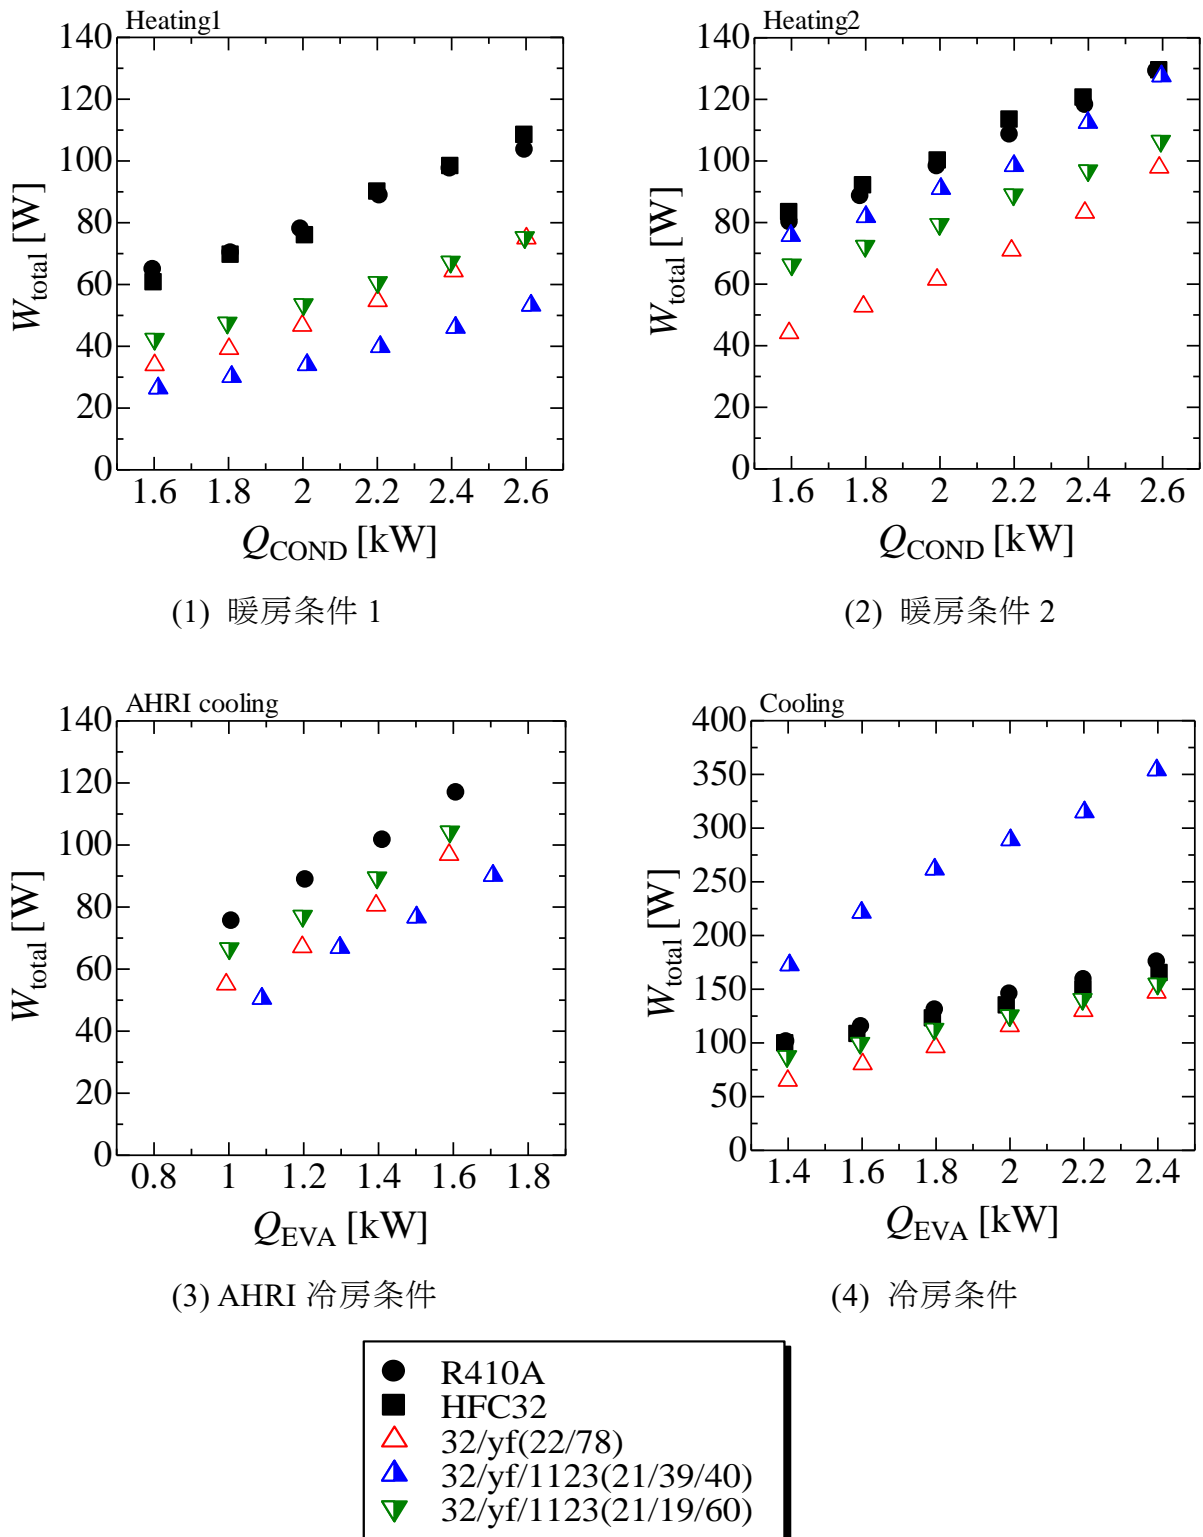 Heating1
140
120
100
80
60
40
20
0
W_total [W]
1.6 1.8 2 2.2 2.4 2.6
Q_COND [kW]
(1) 暖房条件 1
Heating2
140
120
100
80
60
40
20
0
W_total [W]
1.6 1.8 2 2.2 2.4 2.6
Q_COND [kW]
(2) 暖房条件 2
AHRI cooling
140
120
100
80
60
40
20
0
W_total [W]
0.8 1 1.2 1.4 1.6 1.8
Q_EVA [kW]
(3) AHRI 冷房条件
Cooling
400
350
300
250
200
150
100
50
0
W_total [W]
1.4 1.6 1.8 2 2.2 2.4
Q_EVA [kW]
(4) 冷房条件
R410A
HFC32
32/yf(22/78)
32/yf/1123(21/39/40)
32/yf/1123(21/19/60)